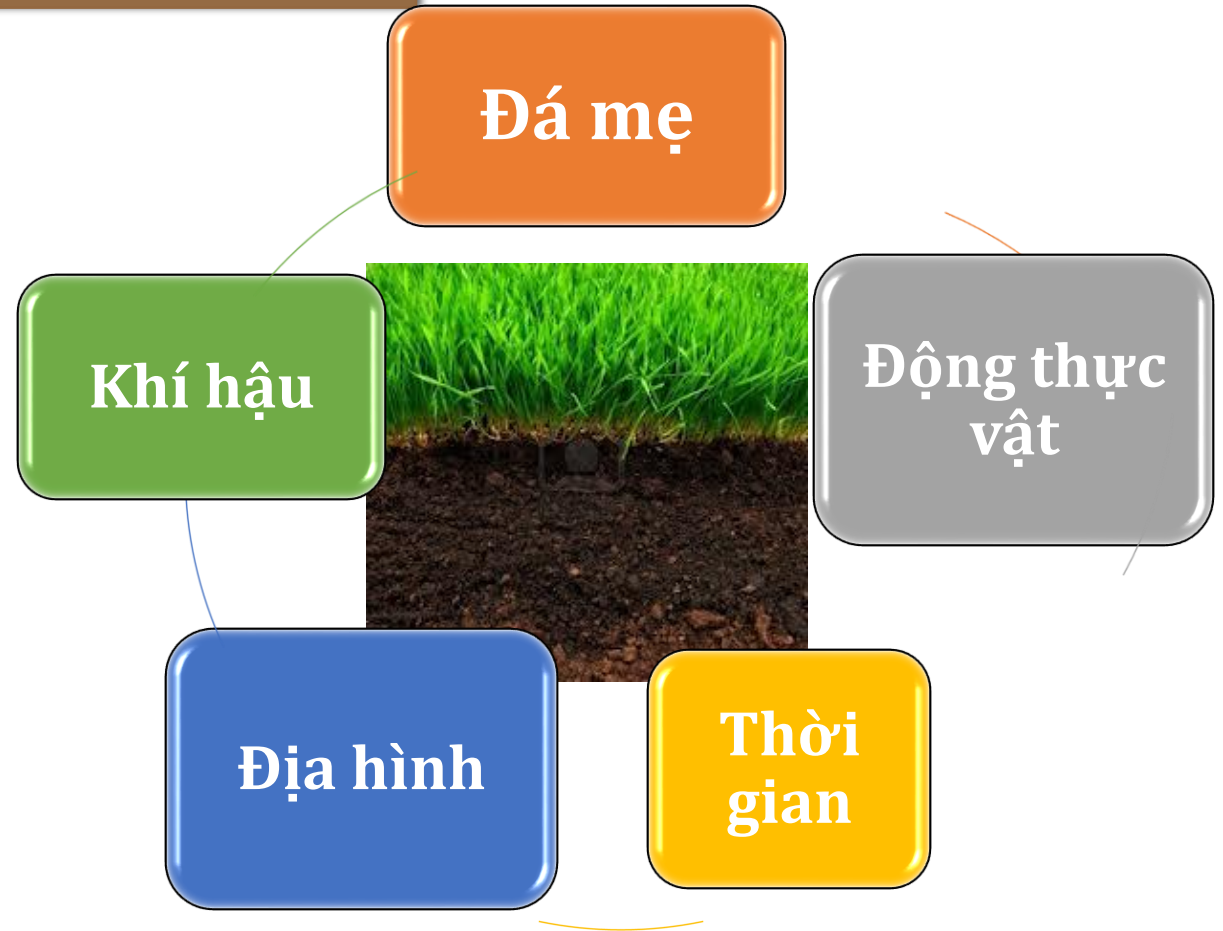 Đá mẹ
Khí hậu
Động thực
vật
Địa hình
Thời
gian